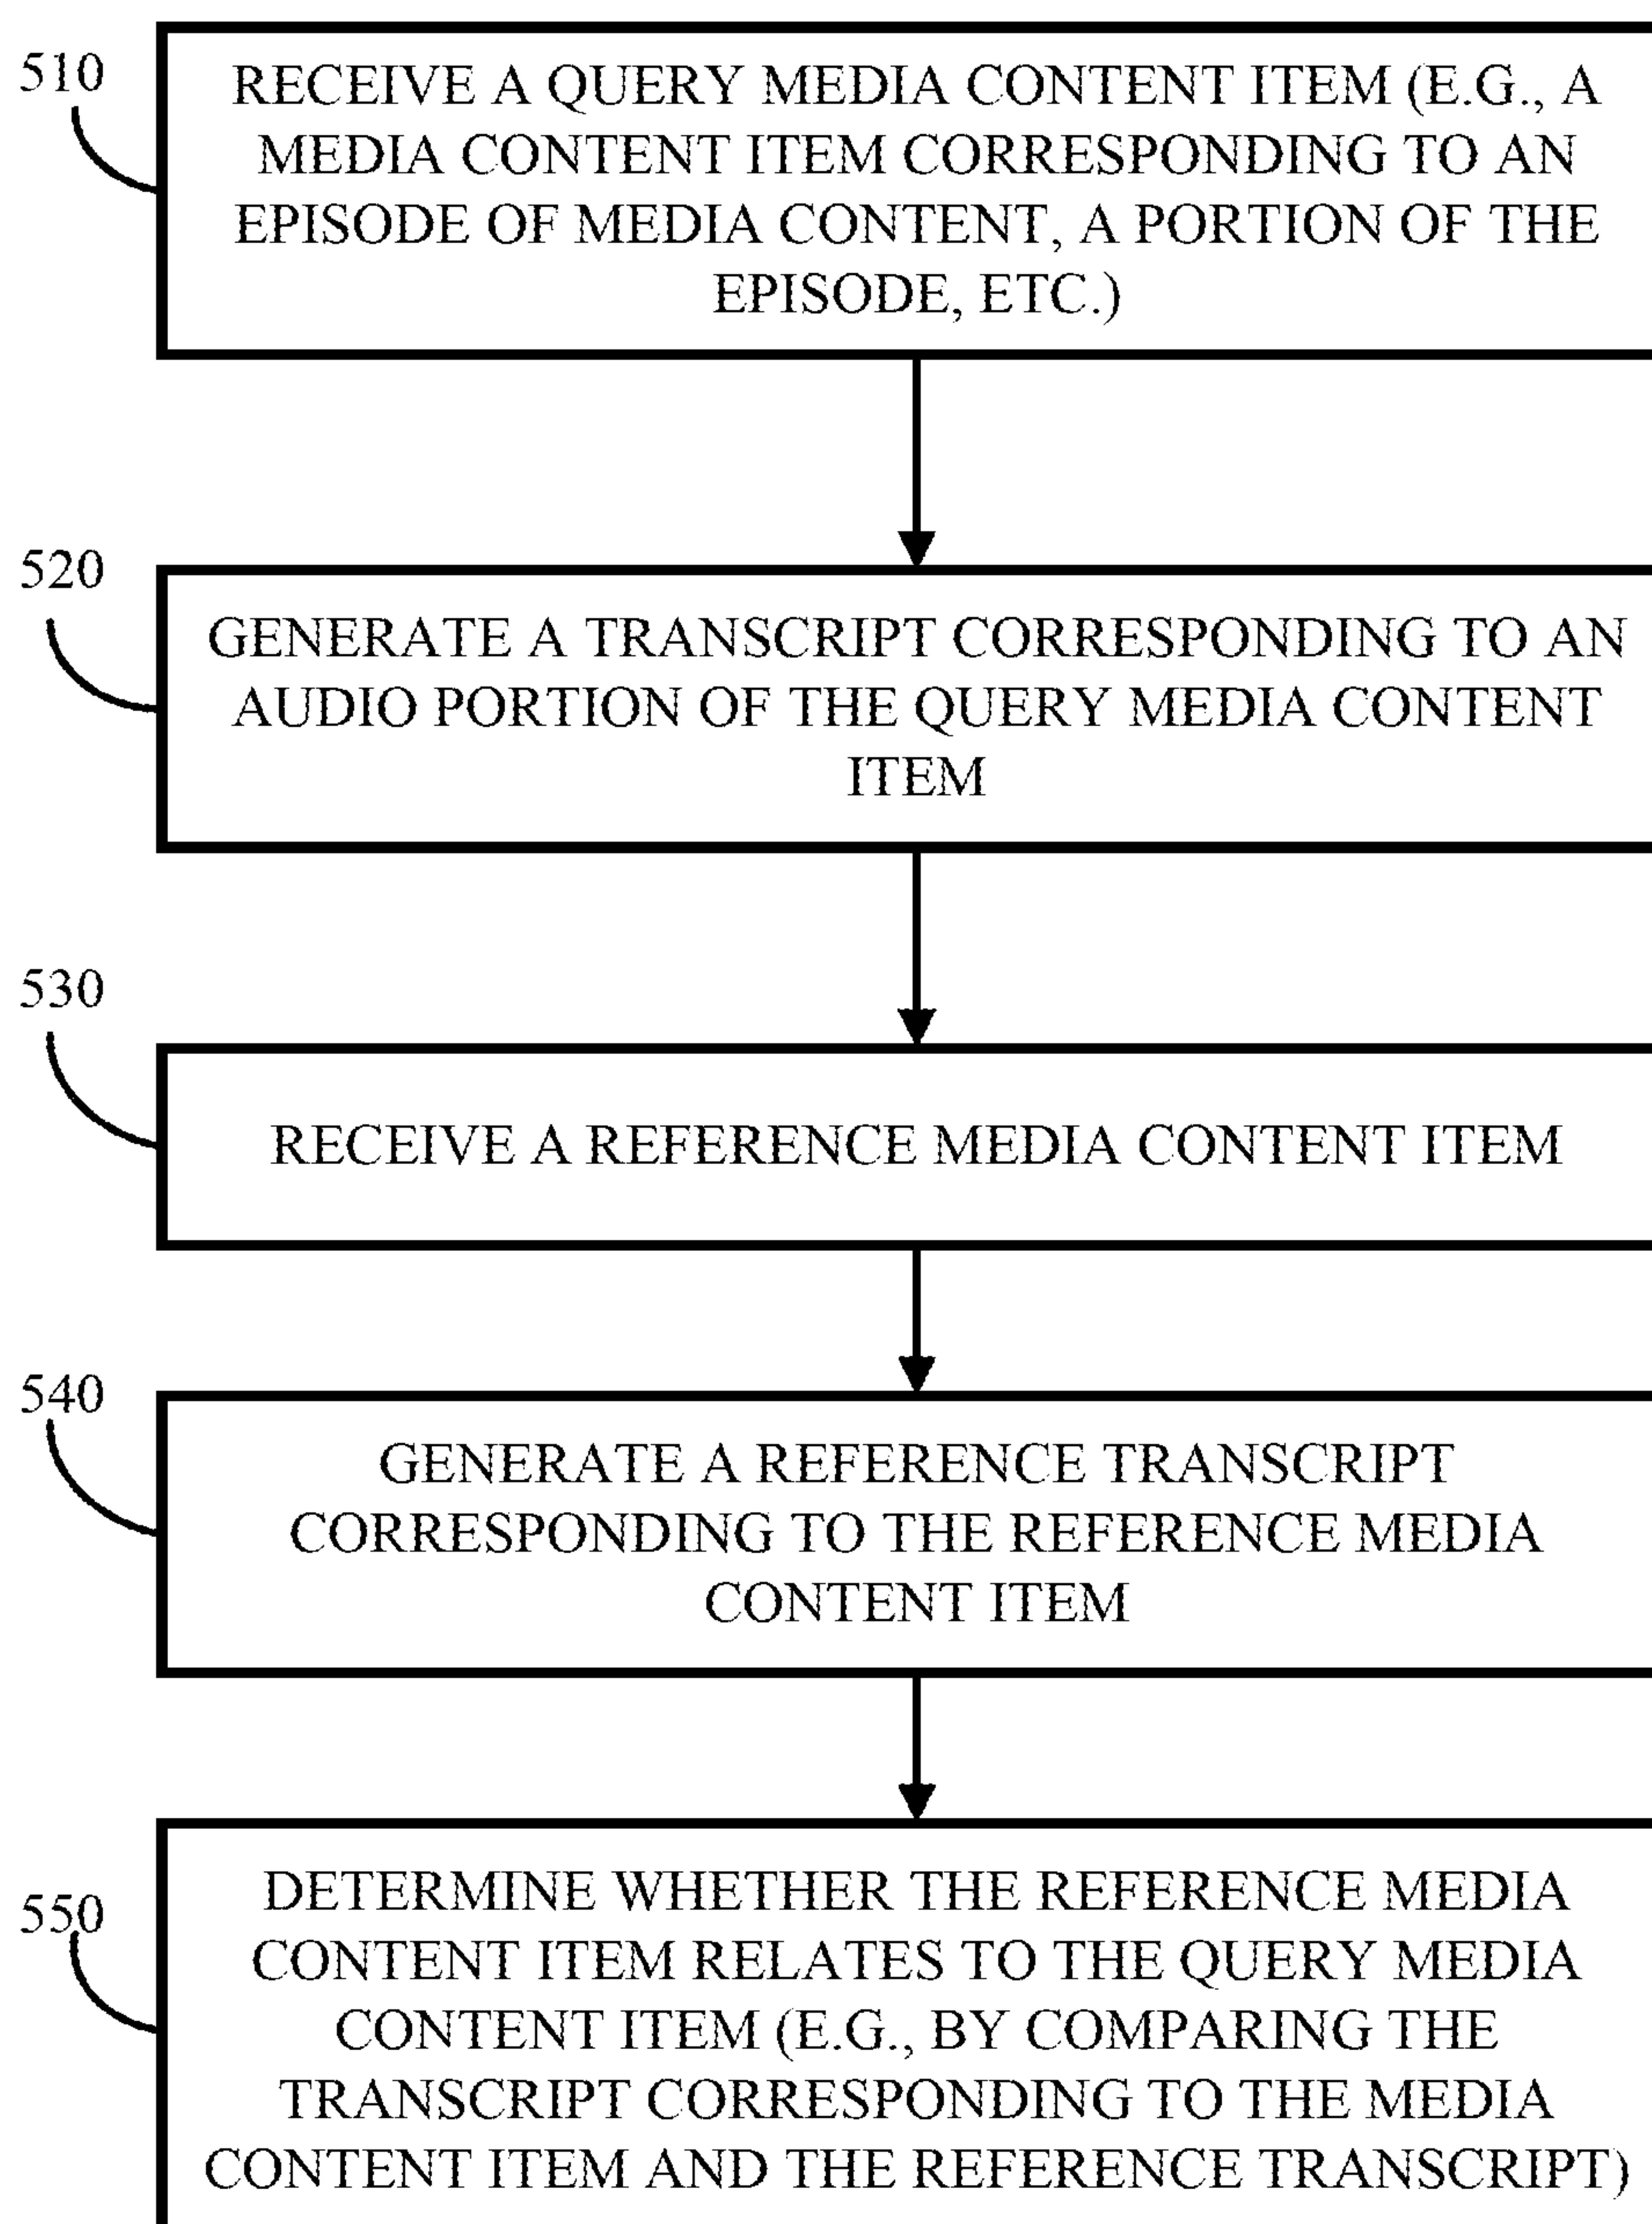 510
RECEIVE A QUERY MEDIA CONTENT ITEM (E.G., A
MEDIA CONTENT ITEM CORRESPONDING TO AN
EPISODE OF MEDIA CONTENT, A PORTION OF THE
EPISODE, ETC.)
520
GENERATE A TRANSCRIPT CORRESPONDING TO AN
AUDIO PORTION OF THE QUERY MEDIA CONTENT
ITEM
530
RECEIVE A REFERENCE MEDIA CONTENT ITEM
540
GENERATE A REFERENCE TRANSCRIPT
CORRESPONDING TO THE REFERENCE MEDIA
CONTENT ITEM
550
DETERMINE WHETHER THE REFERENCE MEDIA
CONTENT ITEM RELATES TO THE QUERY MEDIA
CONTENT ITEM (E.G., BY COMPARING THE
TRANSCRIPT CORRESPONDING TO THE MEDIA
CONTENT ITEM AND THE REFERENCE TRANSCRIPT)